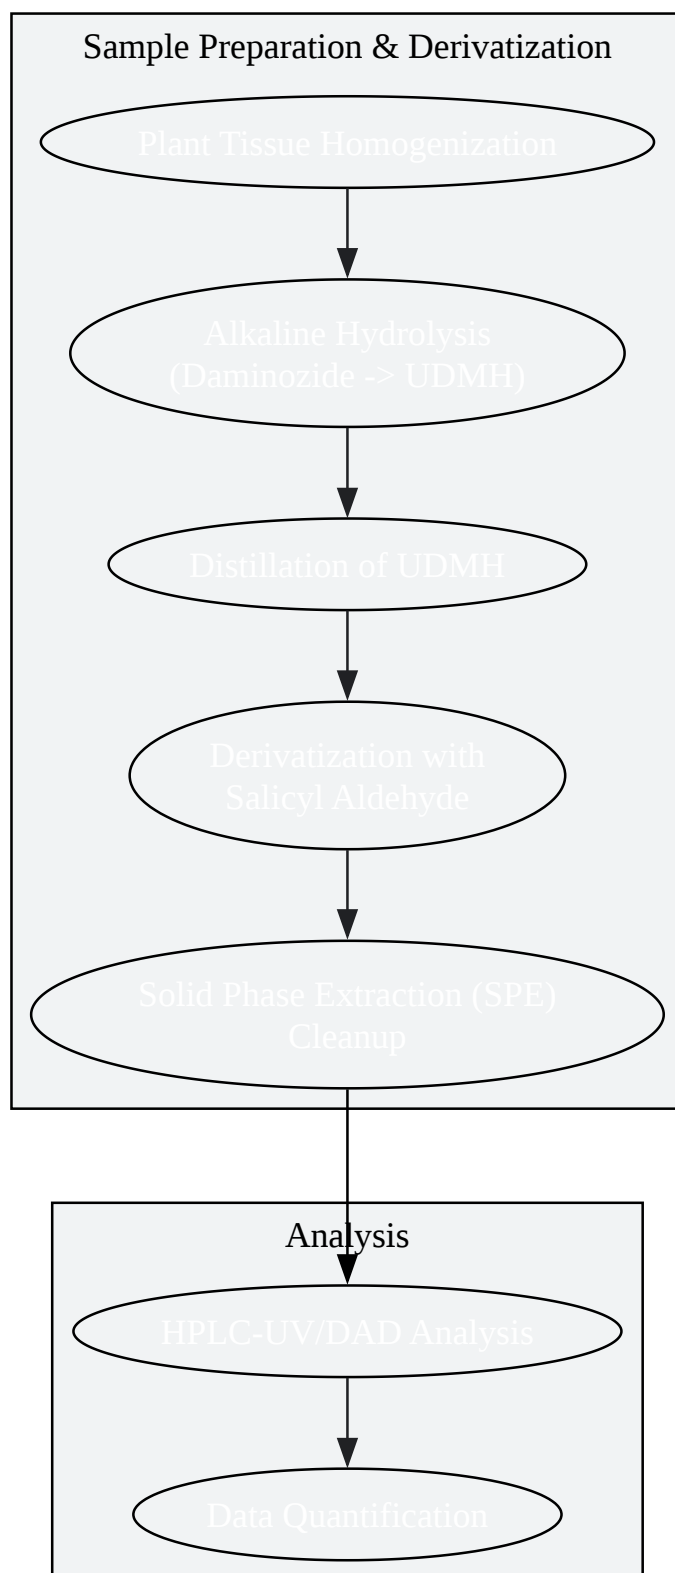 Sample Preparation & Derivatization
Plant Tissue Homogenization
Alkaline Hydrolysis
(Daminozide -> UDMH)
Distillation of UDMH
Derivatization with
Salicyl Aldehyde
Solid Phase Extraction (SPE)
Cleanup
Analysis
HPLC-UV/DAD Analysis
Data Quantification